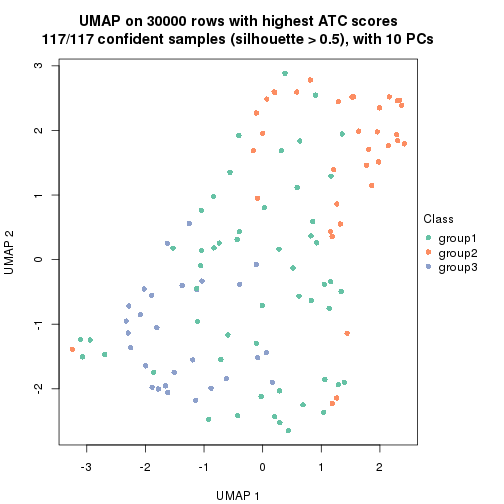 UMAP on 30000 rows with highest ATC scores
117/117 confident samples (silhouette > 0.5), with 10 PCs
3
2
1
0
-1
-2
UMAP 2
-3
-2
-1
0
1
2
UMAP 1
Class
group1
group2
group3